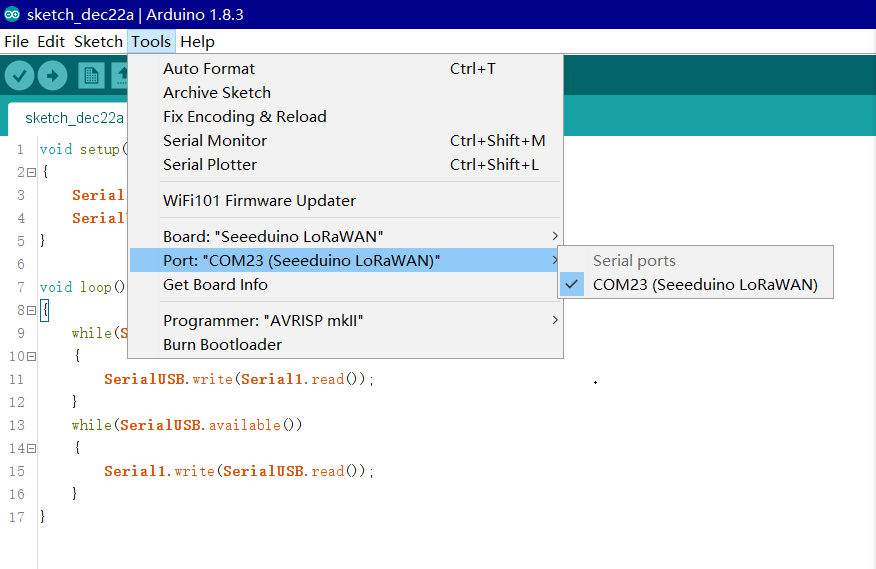 sketch_dec22a | Arduino 1.8.3
File Edit Sketch Tools Help
Auto Format Ctrl+T
Archive Sketch
Fix Encoding & Reload
Serial Monitor Ctrl+Shift+M
Serial Plotter Ctrl+Shift+L
WiFi101 Firmware Updater
Board: "Seeeduino LoRaWAN"
Port: "COM23 (Seeeduino LoRaWAN)"
Get Board Info
Programmer: "AVRISP mkII"
Burn Bootloader
Serial ports
COM23 (Seeeduino LoRaWAN)
sketch_dec22a
1 void setup(
2 {
3 Serial
4 Serial
5 }
6
7 void loop()
8 {
9 while(S
10 {
11 SerialUSB.write(Serial1.read());
12 }
13 while(SerialUSB.available())
14 {
15 Serial1.write(SerialUSB.read());
16 }
17 }